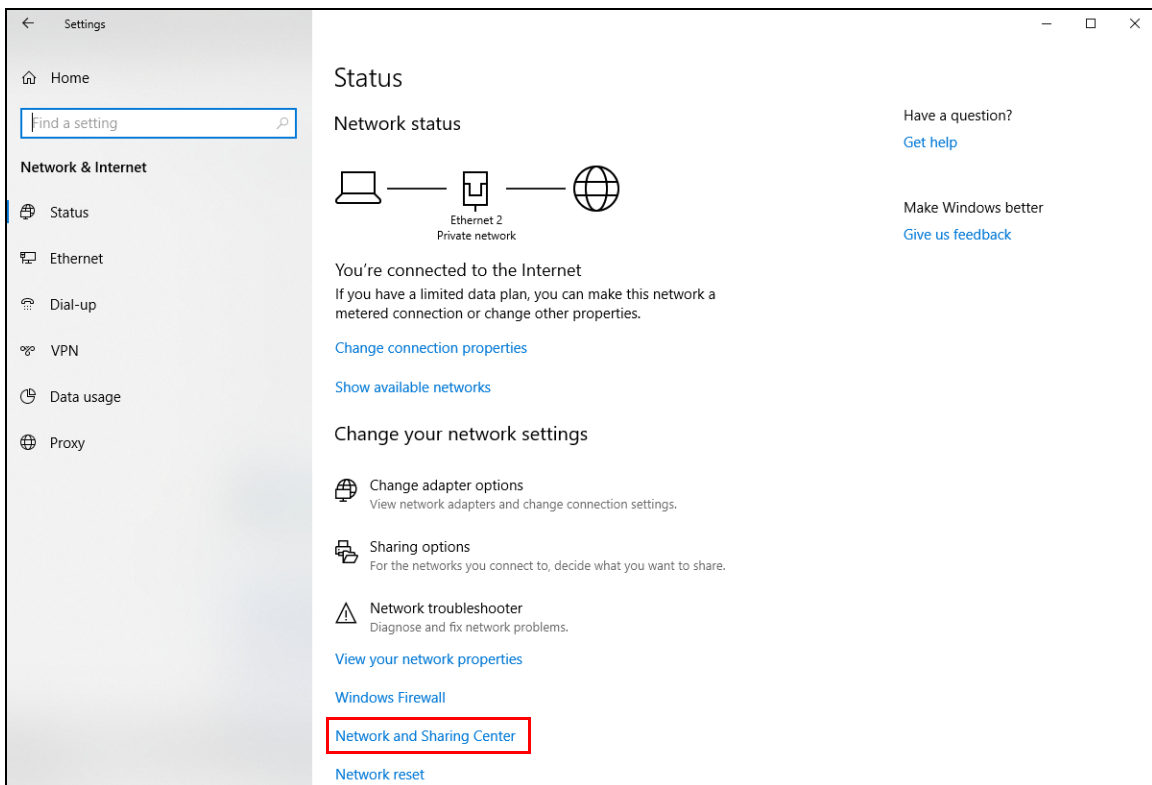 Settings
Home
Find a setting
Network & Internet
Status
Ethernet
Dial-up
VPN
Data usage
Proxy
Status
Network status
Ethernet 2
Private network
You're connected to the Internet
If you have a limited data plan, you can make this network a
metered connection or change other properties.
Change connection properties
Show available networks
Change your network settings
Change adapter options
View network adapters and change connection settings.
Sharing options
For the networks you connect to, decide what you want to share.
Network troubleshooter
Diagnose and fix network problems.
View your network properties
Windows Firewall
Network and Sharing Center
Network reset
Have a question?
Get help
Make Windows better
Give us feedback